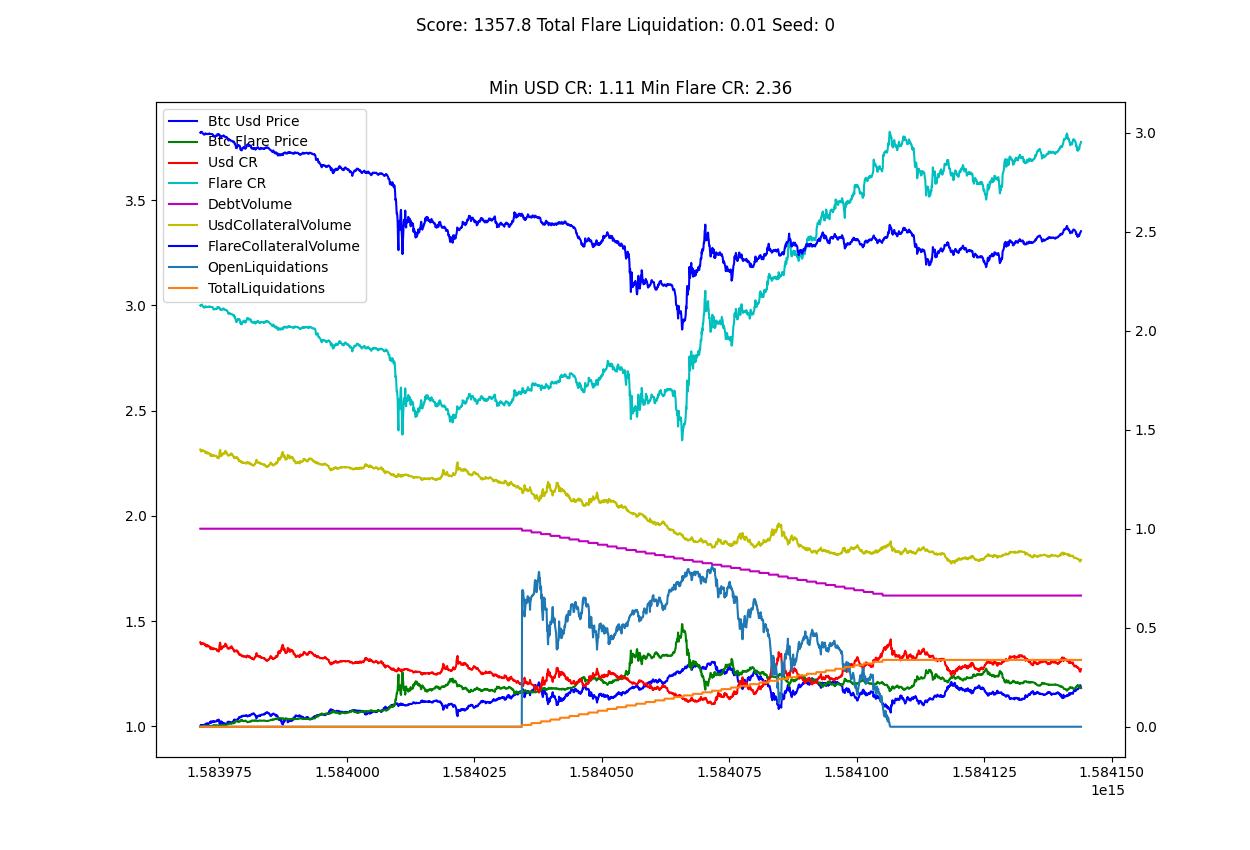 Score: 1357.8 Total Flare Liquidation: 0.01 Seed: 0
Min USD CR: 1.11 Min Flare CR: 2.36
Btc Usd Price
Btc Flare Price
Usd CR
Flare CR
DebtVolume
UsdCollateralVolume
FlareCollateralVolume
OpenLiquidations
TotalLiquidations
3.5
3.0
2.5
2.0
1.5
1.0
3.0
2.5
2.0
1.5
1.0
0.5
0.0
1.583975 1.584000 1.584025 1.584050 1.584075 1.584100 1.584125 1.584150
1e15